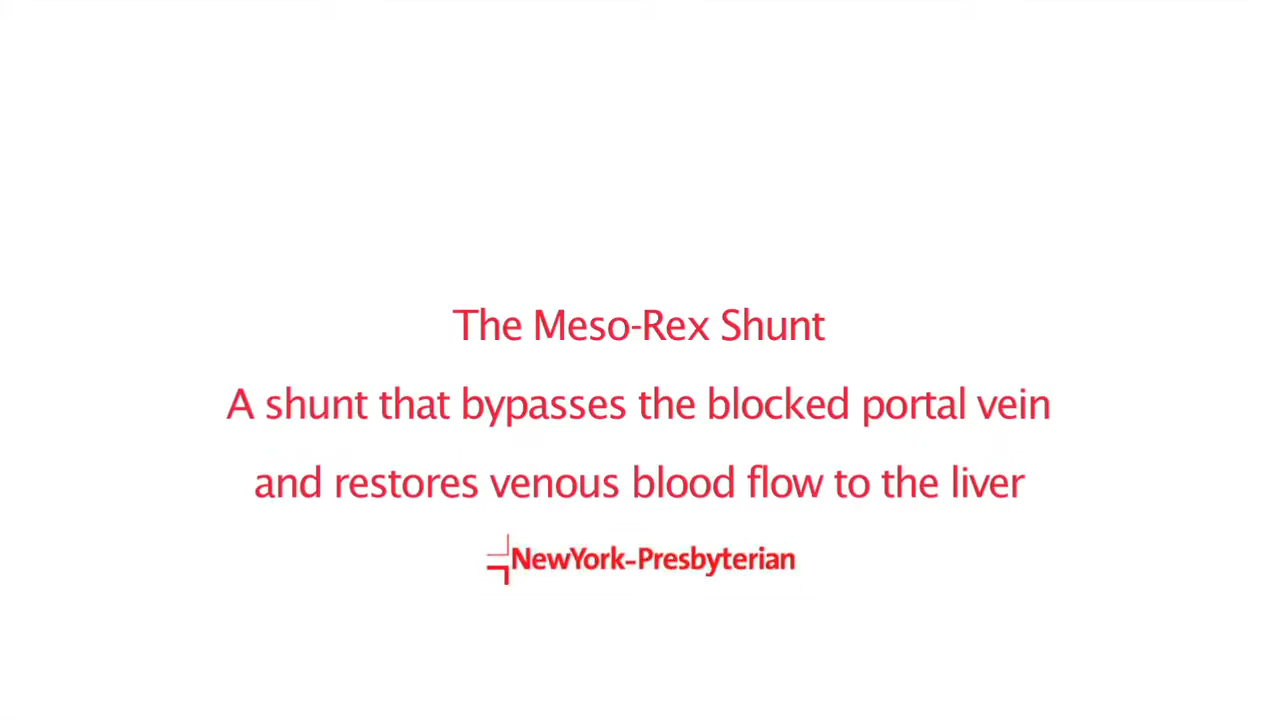 The Meso-Rex Shunt
A shunt that bypasses the blocked portal vein
and restores venous blood flow to the liver
NewYork-Presbyterian